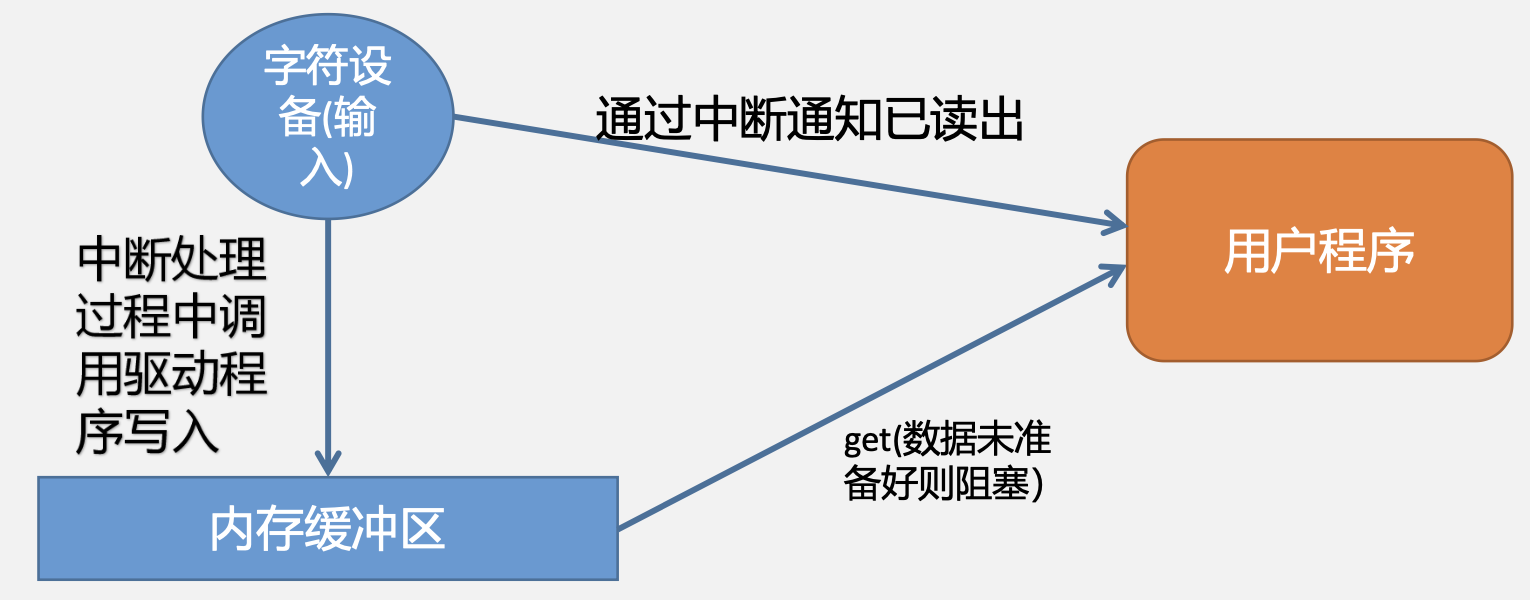 字符设
备(输
入)
通过中断通知已读出
用户程序
中断处理
过程中调
用驱动程
序写入
get(数据未准
备好则阻塞)
内存缓冲区